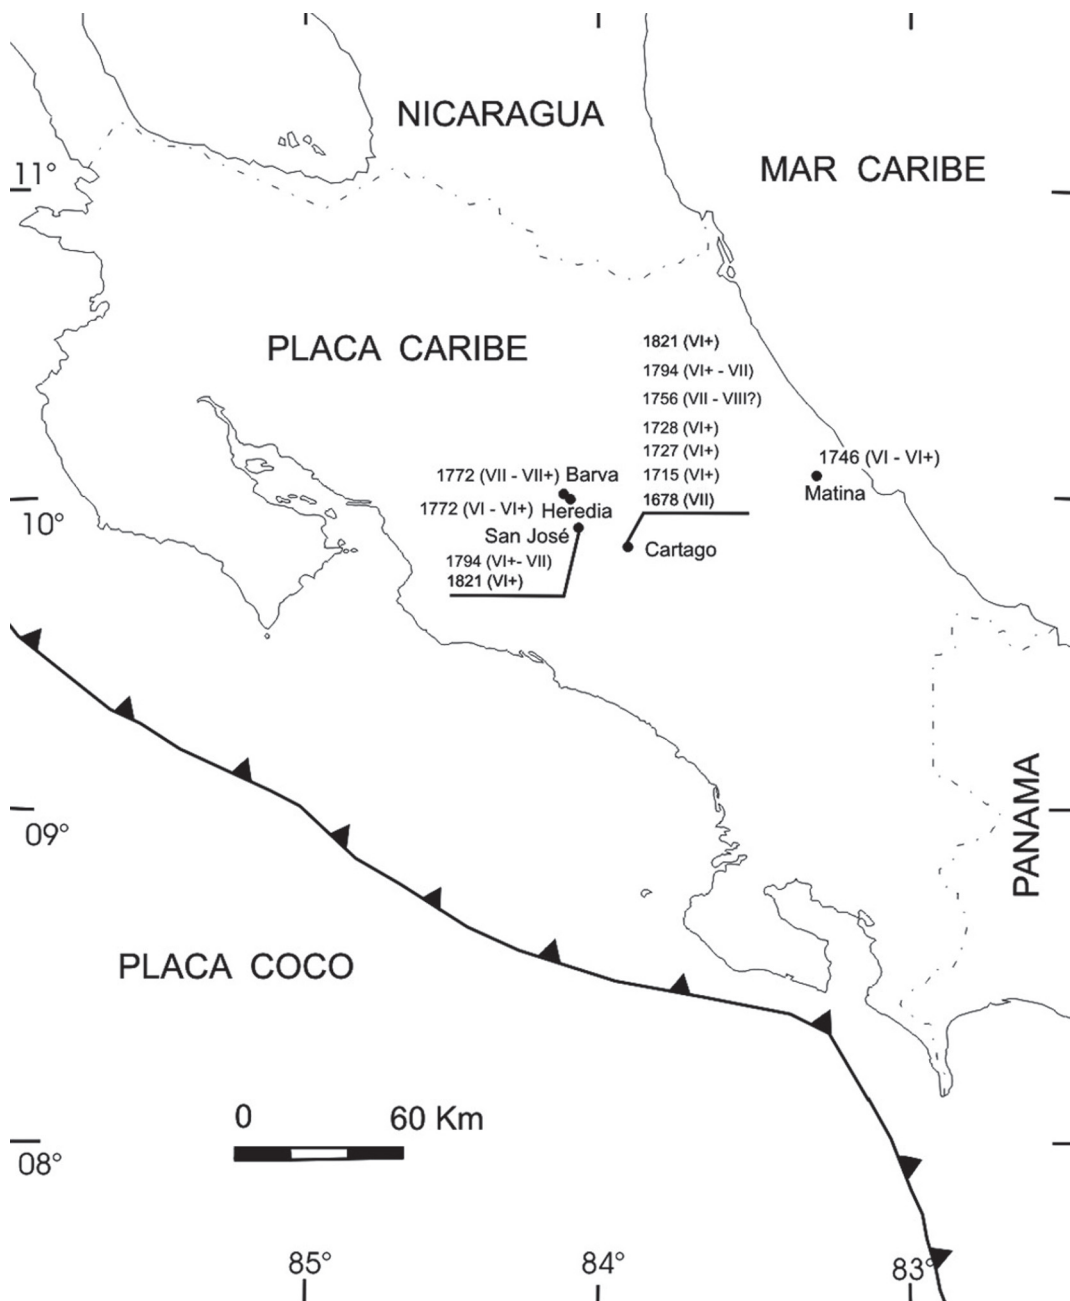 NICARAGUA
MAR CARIBE
11°
PLACA CARIBE
1821 (VI+)
1794 (VI+ - VII)
1756 (VII - VIII?)
1728 (VI+)
1727 (VI+)
1715 (VI+)
1678 (VII)
1746 (VI - VI+)
Matina
1772 (VII - VII+) Barva
1772 (VI - VI+) Heredia
San José
1794 (VI+- VII)
1821 (VI+)
Cartago
10°
09°
PANAMA
PLACA COCO
0 60 Km
08°
85° 84° 83°